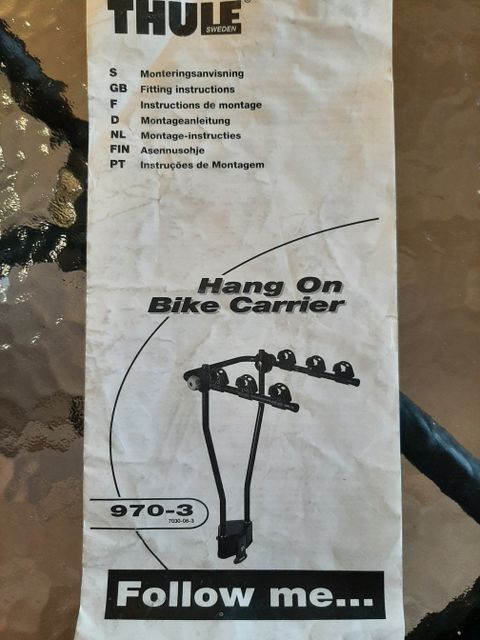 THULE
SWEDEN
S Monteringsanvisning
GB Fitting instructions
F Instructions de montage
D Montageanleitung
NL Montage-instructies
FIN Asennusohje
PT Instruções de Montagem
Hang On
Bike Carrier
970-3
7030-06-3
Follow me...